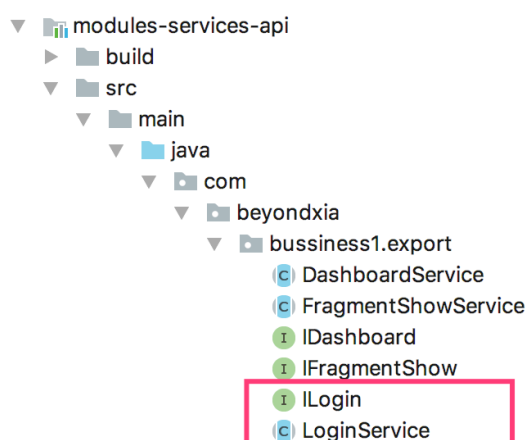 modules-services-api
build
src
main
java
com
beyondxia
bussiness1.export
C DashboardService
C FragmentShowService
I IDashboard
I IFragmentShow
I ILogin
C LoginService